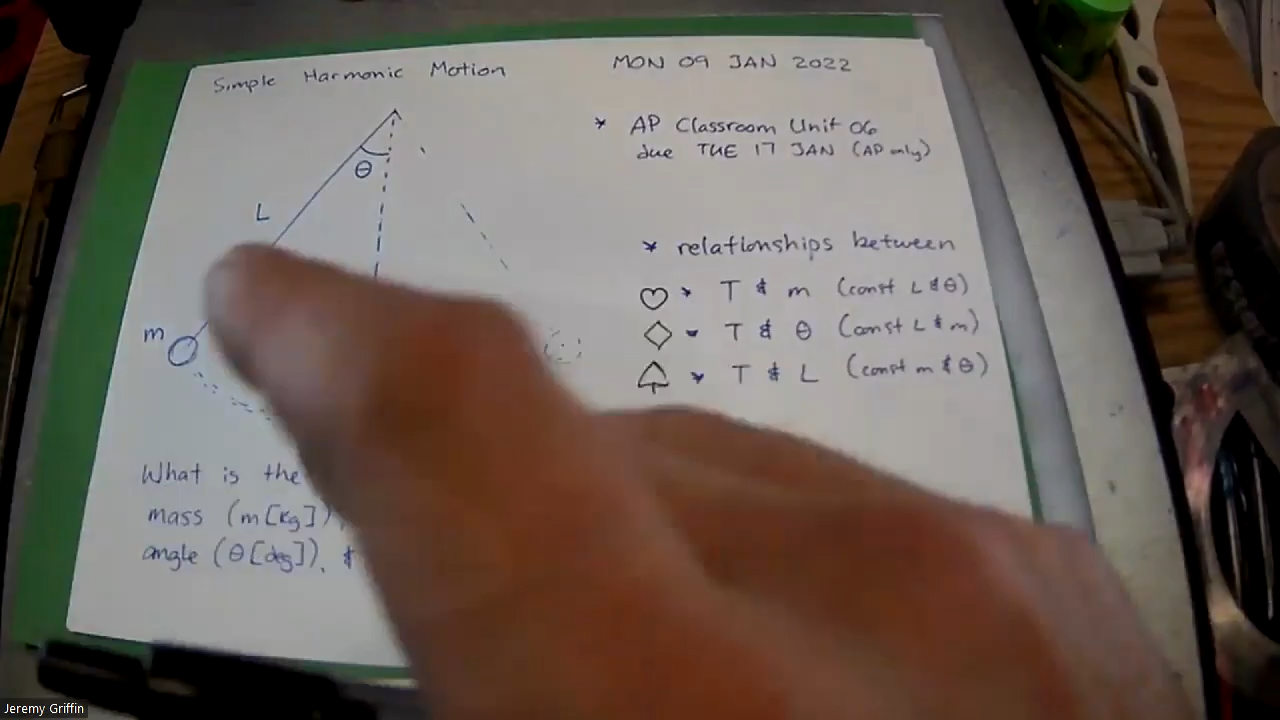 Simple Harmonic Motion
MON 09 JAN 2022
* AP Classroom Unit 06
due TUE 17 JAN (AP only)
θ
L
m
* relationships between
♡ * T & m (const L & θ)
◇ * T & θ (const L & m)
♤ * T & L (const m & θ)
What is the
mass (m[kg]),
angle (θ[deg]), &
Jeremy Griffin